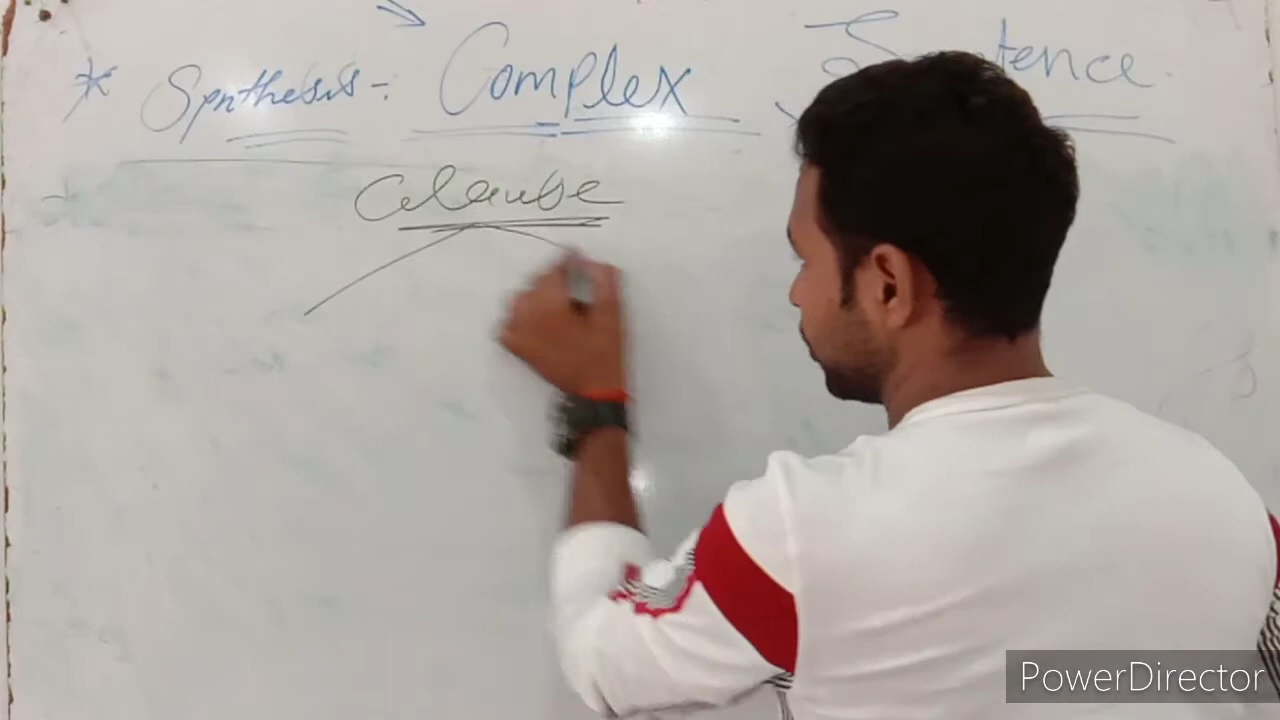 * Synthesis -: Complex Sentence.
Clause
PowerDirector